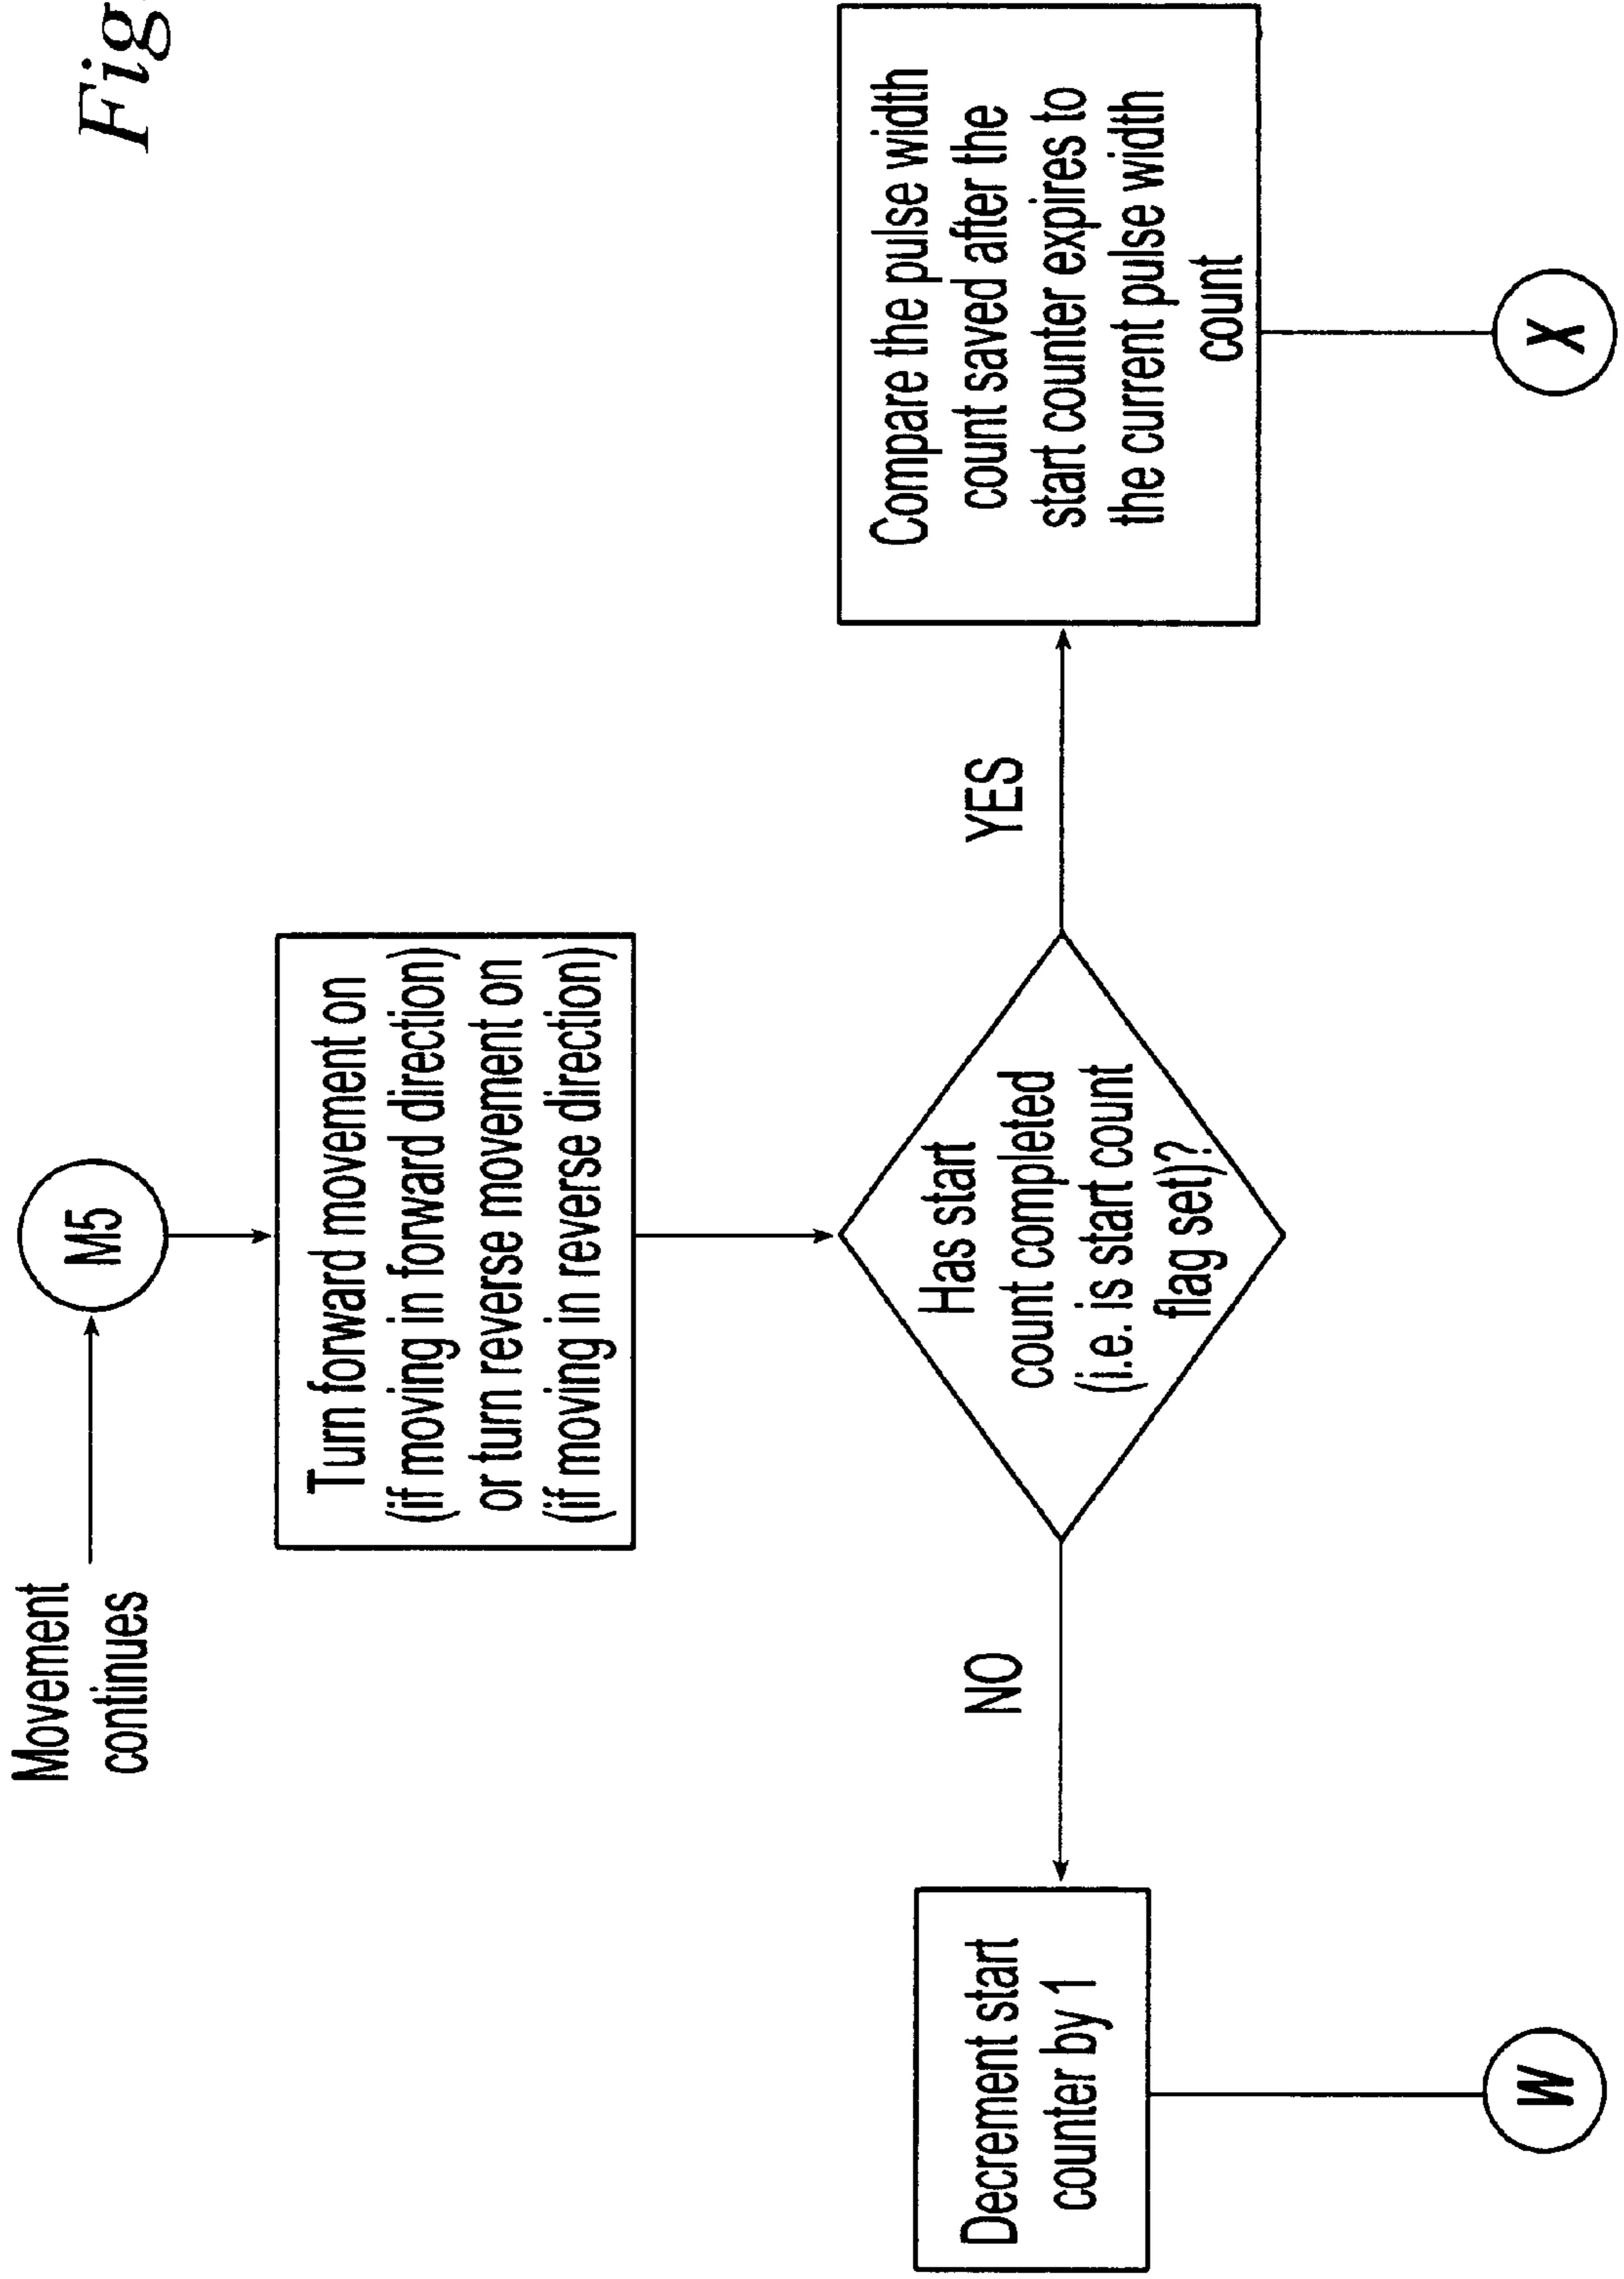 Fig
Movement
continues
M5
Turn forward movement on
(if moving in forward direction)
or turn reverse movement on
(if moving in reverse direction)
Has start
count completed
(i.e. is start count
flag set)?
NO
YES
Decrement start
counter by 1
Compare the pulse width
count saved after the
start counter expires to
the current pulse width
count
W
X